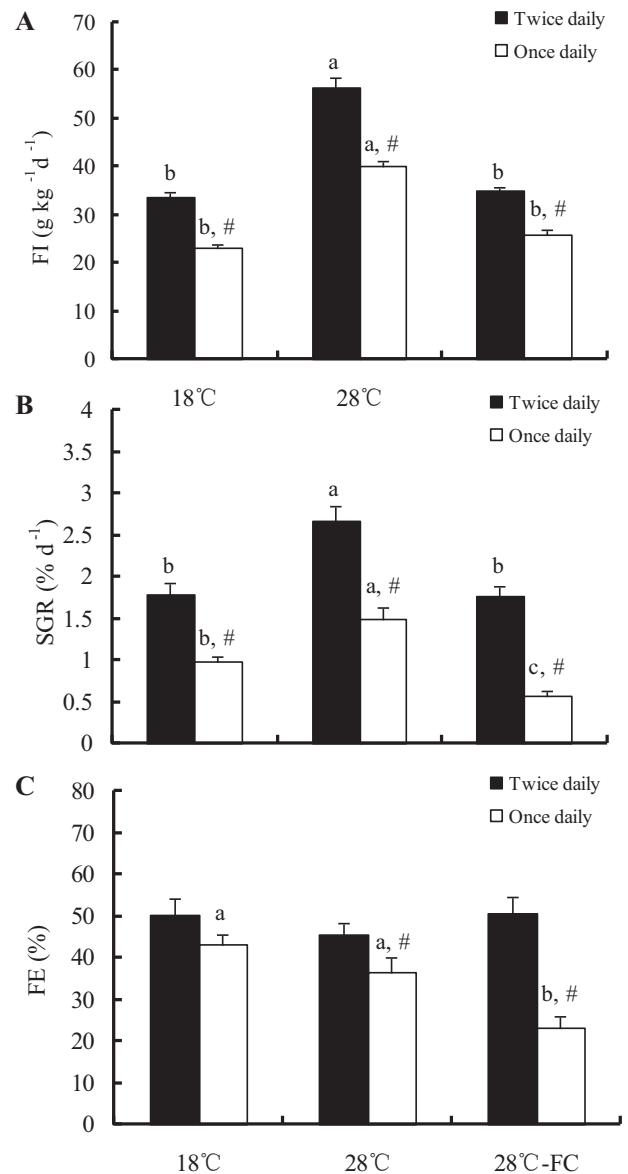 A
70
60
50
40
30
20
10
0
FI (g kg⁻¹d⁻¹)
Twice daily
Once daily
b
b, #
a
a, #
b
b, #
18℃
28℃
B
4
3.5
3
2.5
2
1.5
1
0.5
0
SGR (% d⁻¹)
Twice daily
Once daily
b
b, #
a
a, #
b
c, #
C
80
70
60
50
40
30
20
10
0
FE (%)
Twice daily
Once daily
a
a, #
b, #
18℃
28℃
28℃-FC